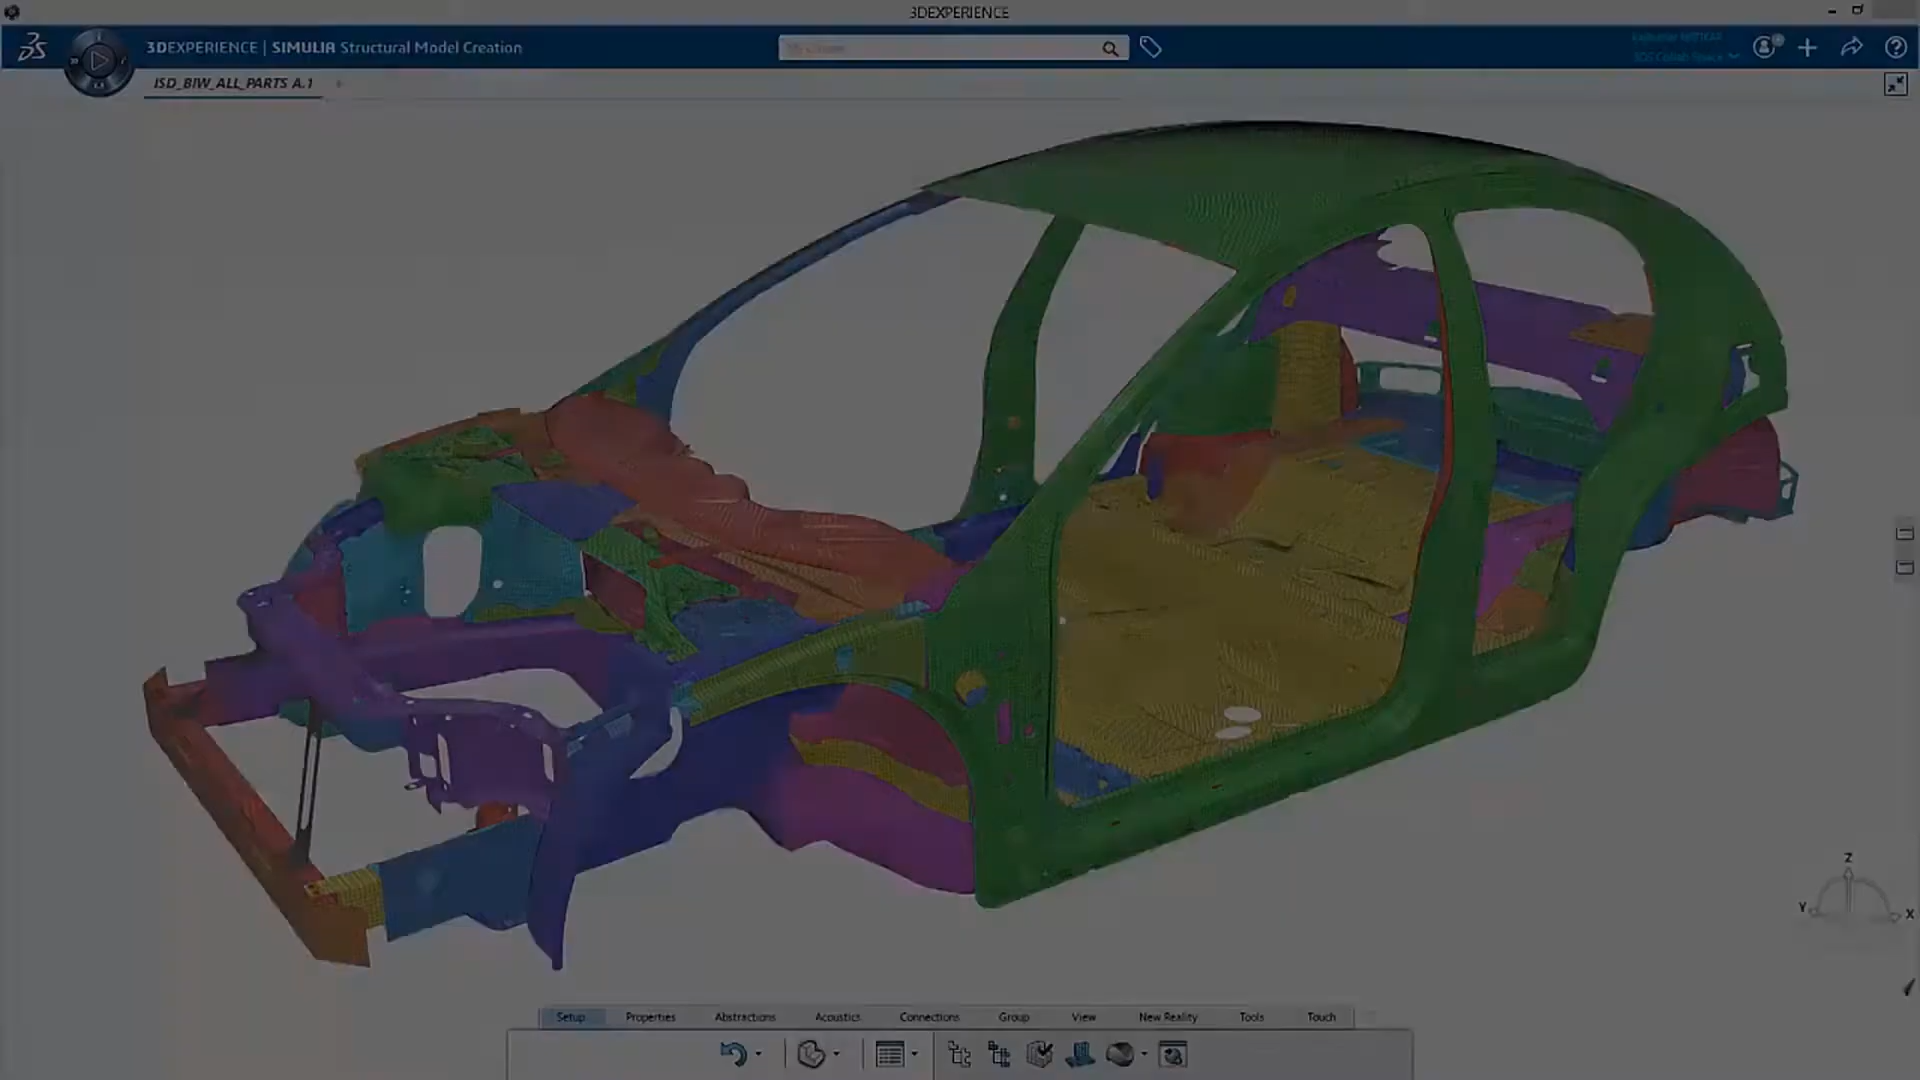 3DEXPERIENCE
3DEXPERIENCE | SIMULIA Structural Model Creation
ISD_BIW_ALL_PARTS A.1
Z
Y
X
Setup Properties Abstractions Acoustics Connections Group View New Reality Tools Touch